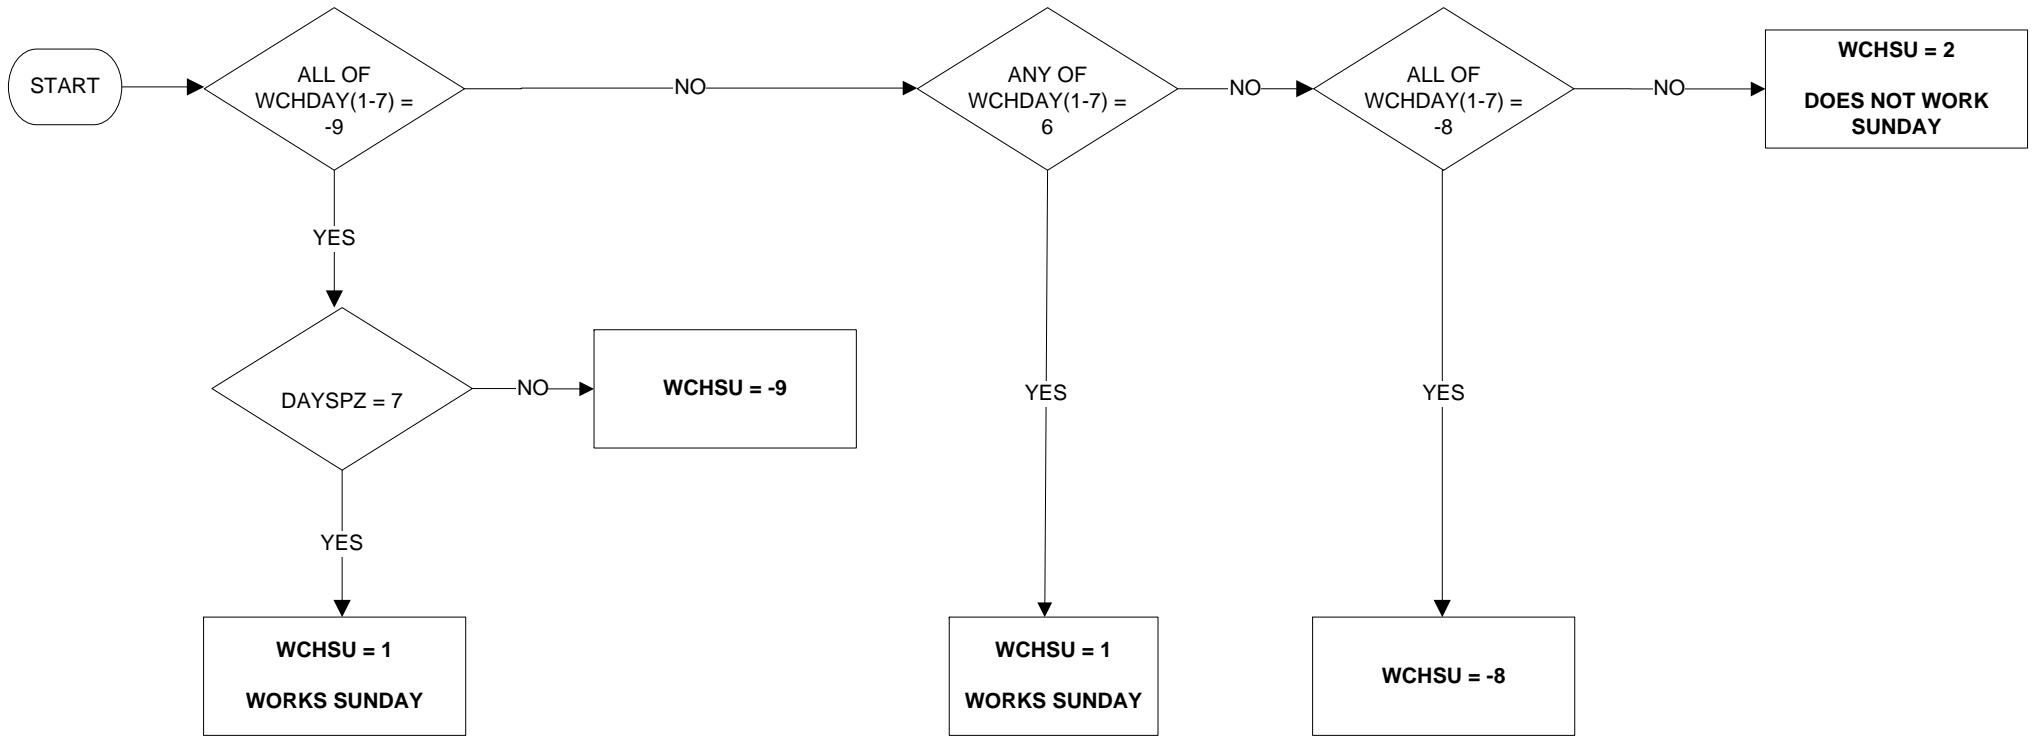 START
ALL OF
WCHDAY(1-7) =
-9
NO
ANY OF
WCHDAY(1-7) =
6
NO
ALL OF
WCHDAY(1-7) =
-8
NO
WCHSU = 2
DOES NOT WORK
SUNDAY
YES
DAYSPZ = 7
NO
WCHSU = -9
YES
YES
YES
WCHSU = 1
WORKS SUNDAY
WCHSU = 1
WORKS SUNDAY
WCHSU = -8